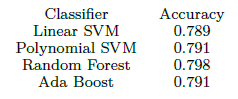 Classifier Accuracy
Linear SVM 0.789
Polynomial SVM 0.791
Random Forest 0.798
Ada Boost 0.791